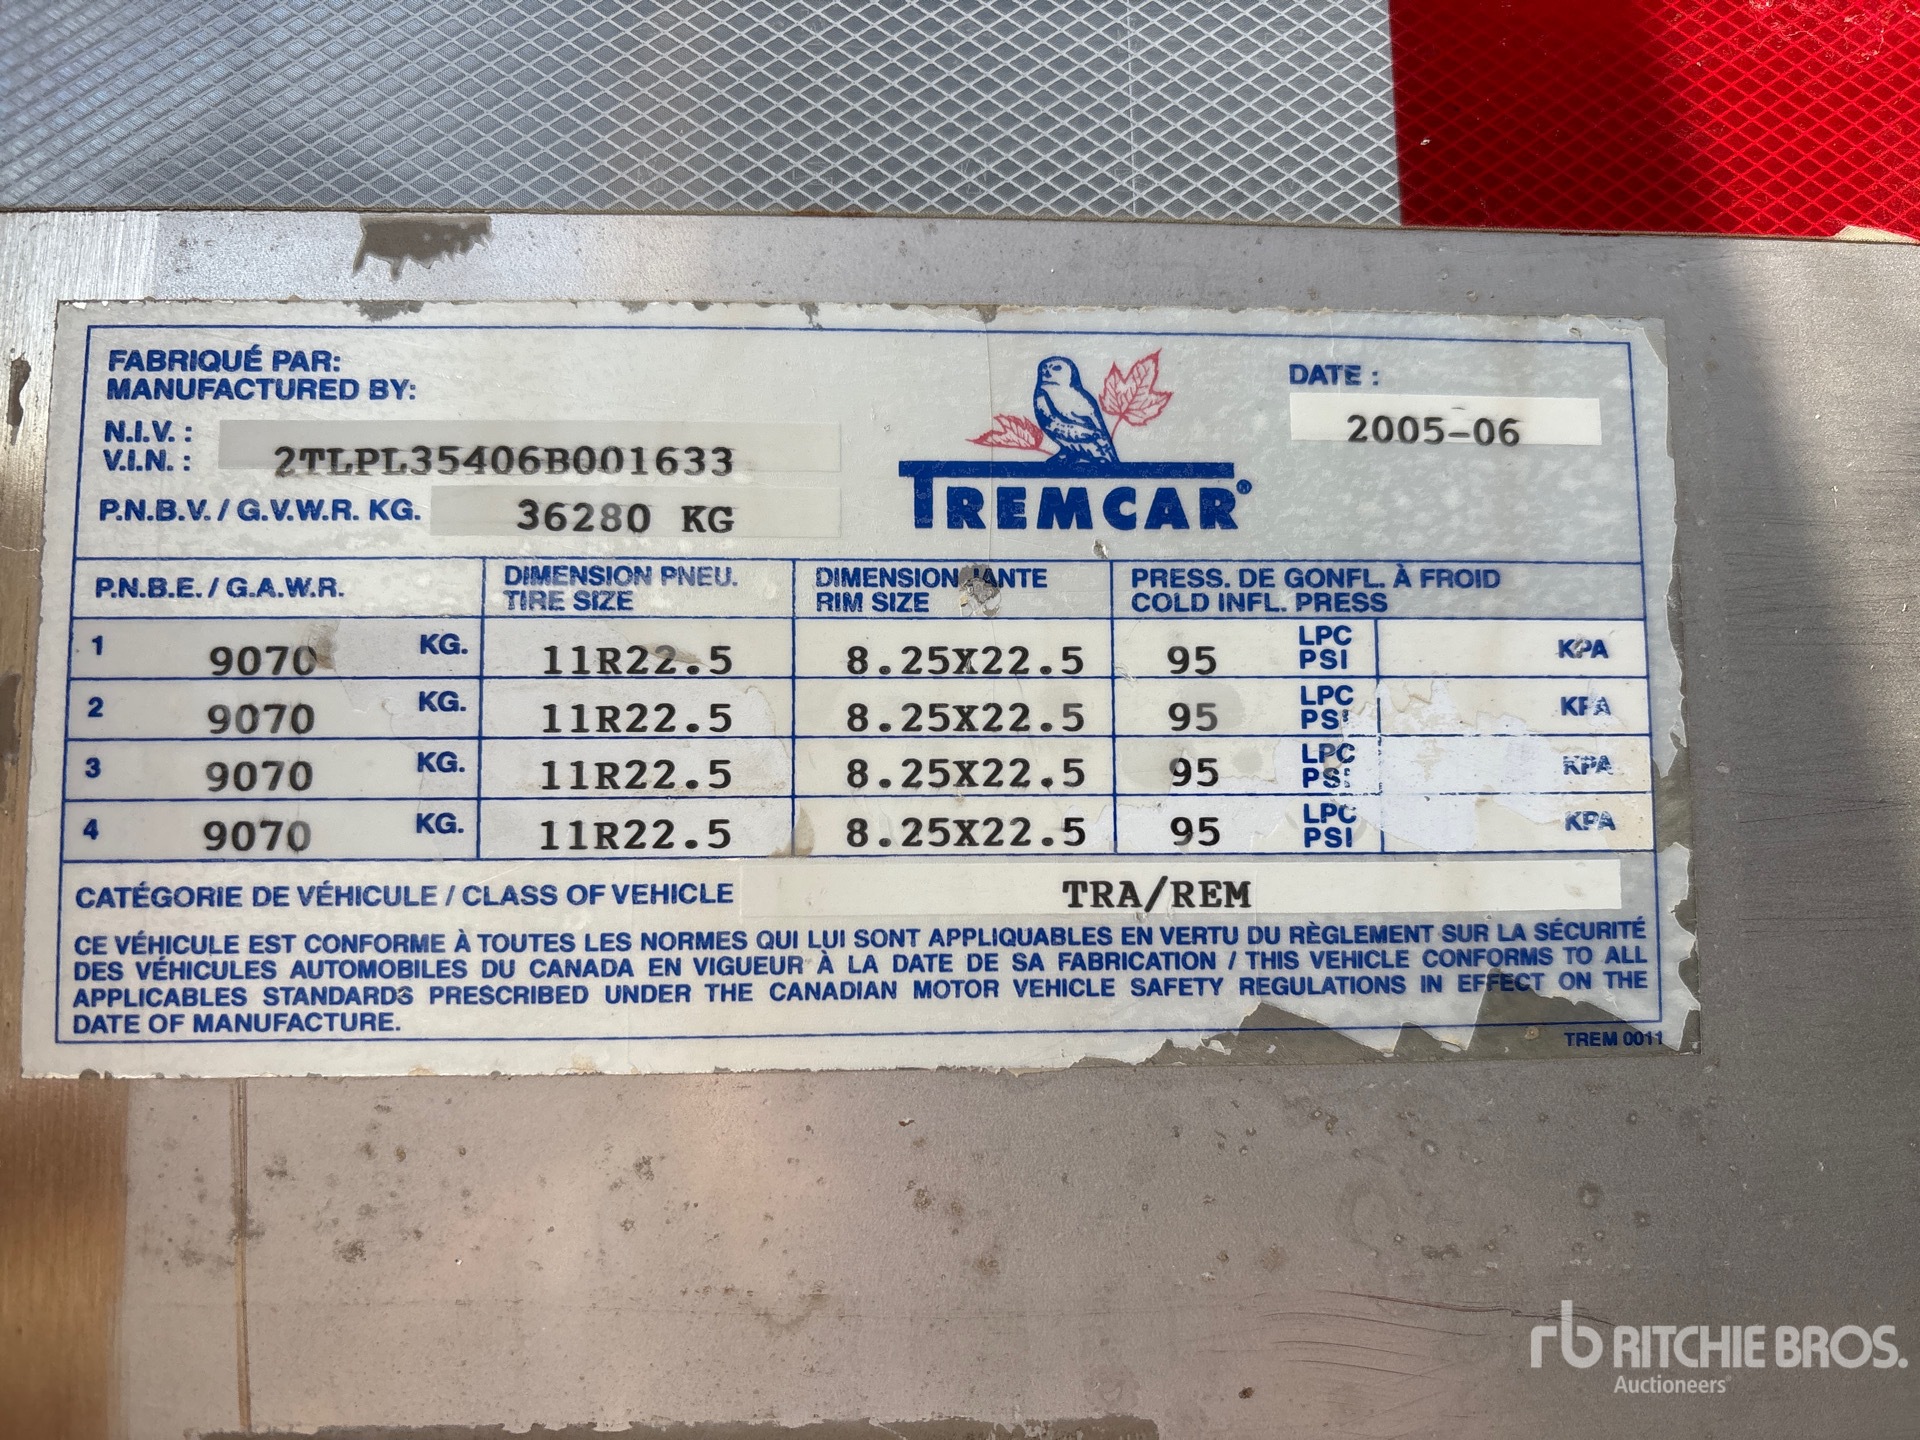 FABRIQUÉ PAR:
MANUFACTURED BY:
N.I.V. :
V.I.N. : 2TLPL35406B001633
P.N.B.V. / G.V.W.R. KG. 36280 KG
TREMCAR®
DATE :
2005-06
P.N.B.E. / G.A.W.R.
DIMENSION PNEU.
TIRE SIZE
DIMENSION JANTE
RIM SIZE
PRESS. DE GONFL. À FROID
COLD INFL. PRESS
1 9070 KG. 11R22.5 8.25X22.5 95 LPC PSI KPA
2 9070 KG. 11R22.5 8.25X22.5 95 LPC PSI KPA
3 9070 KG. 11R22.5 8.25X22.5 95 LPC PSI KPA
4 9070 KG. 11R22.5 8.25X22.5 95 LPC PSI KPA
CATÉGORIE DE VÉHICULE / CLASS OF VEHICLE TRA/REM
CE VÉHICULE EST CONFORME À TOUTES LES NORMES QUI LUI SONT APPLIQUABLES EN VERTU DU RÈGLEMENT SUR LA SÉCURITÉ
DES VÉHICULES AUTOMOBILES DU CANADA EN VIGUEUR À LA DATE DE SA FABRICATION / THIS VEHICLE CONFORMS TO ALL
APPLICABLES STANDARDS PRESCRIBED UNDER THE CANADIAN MOTOR VEHICLE SAFETY REGULATIONS IN EFFECT ON THE
DATE OF MANUFACTURE.
TREM 0011
rb RITCHIE BROS.
Auctioneers